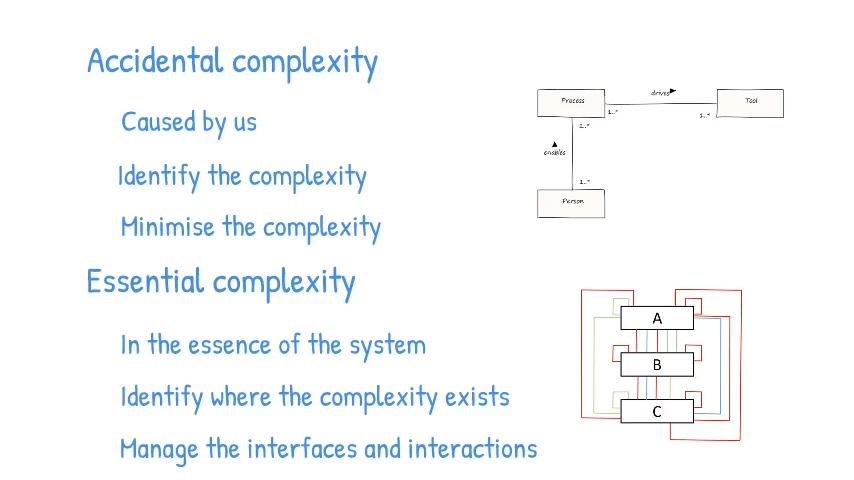 Accidental complexity
Caused by us
Identify the complexity
Minimise the complexity
Essential complexity
In the essence of the system
Identify where the complexity exists
Manage the interfaces and interactions
Process
drives
Tool
1..*
1..*
1..*
enables
1..*
Person
A
B
C